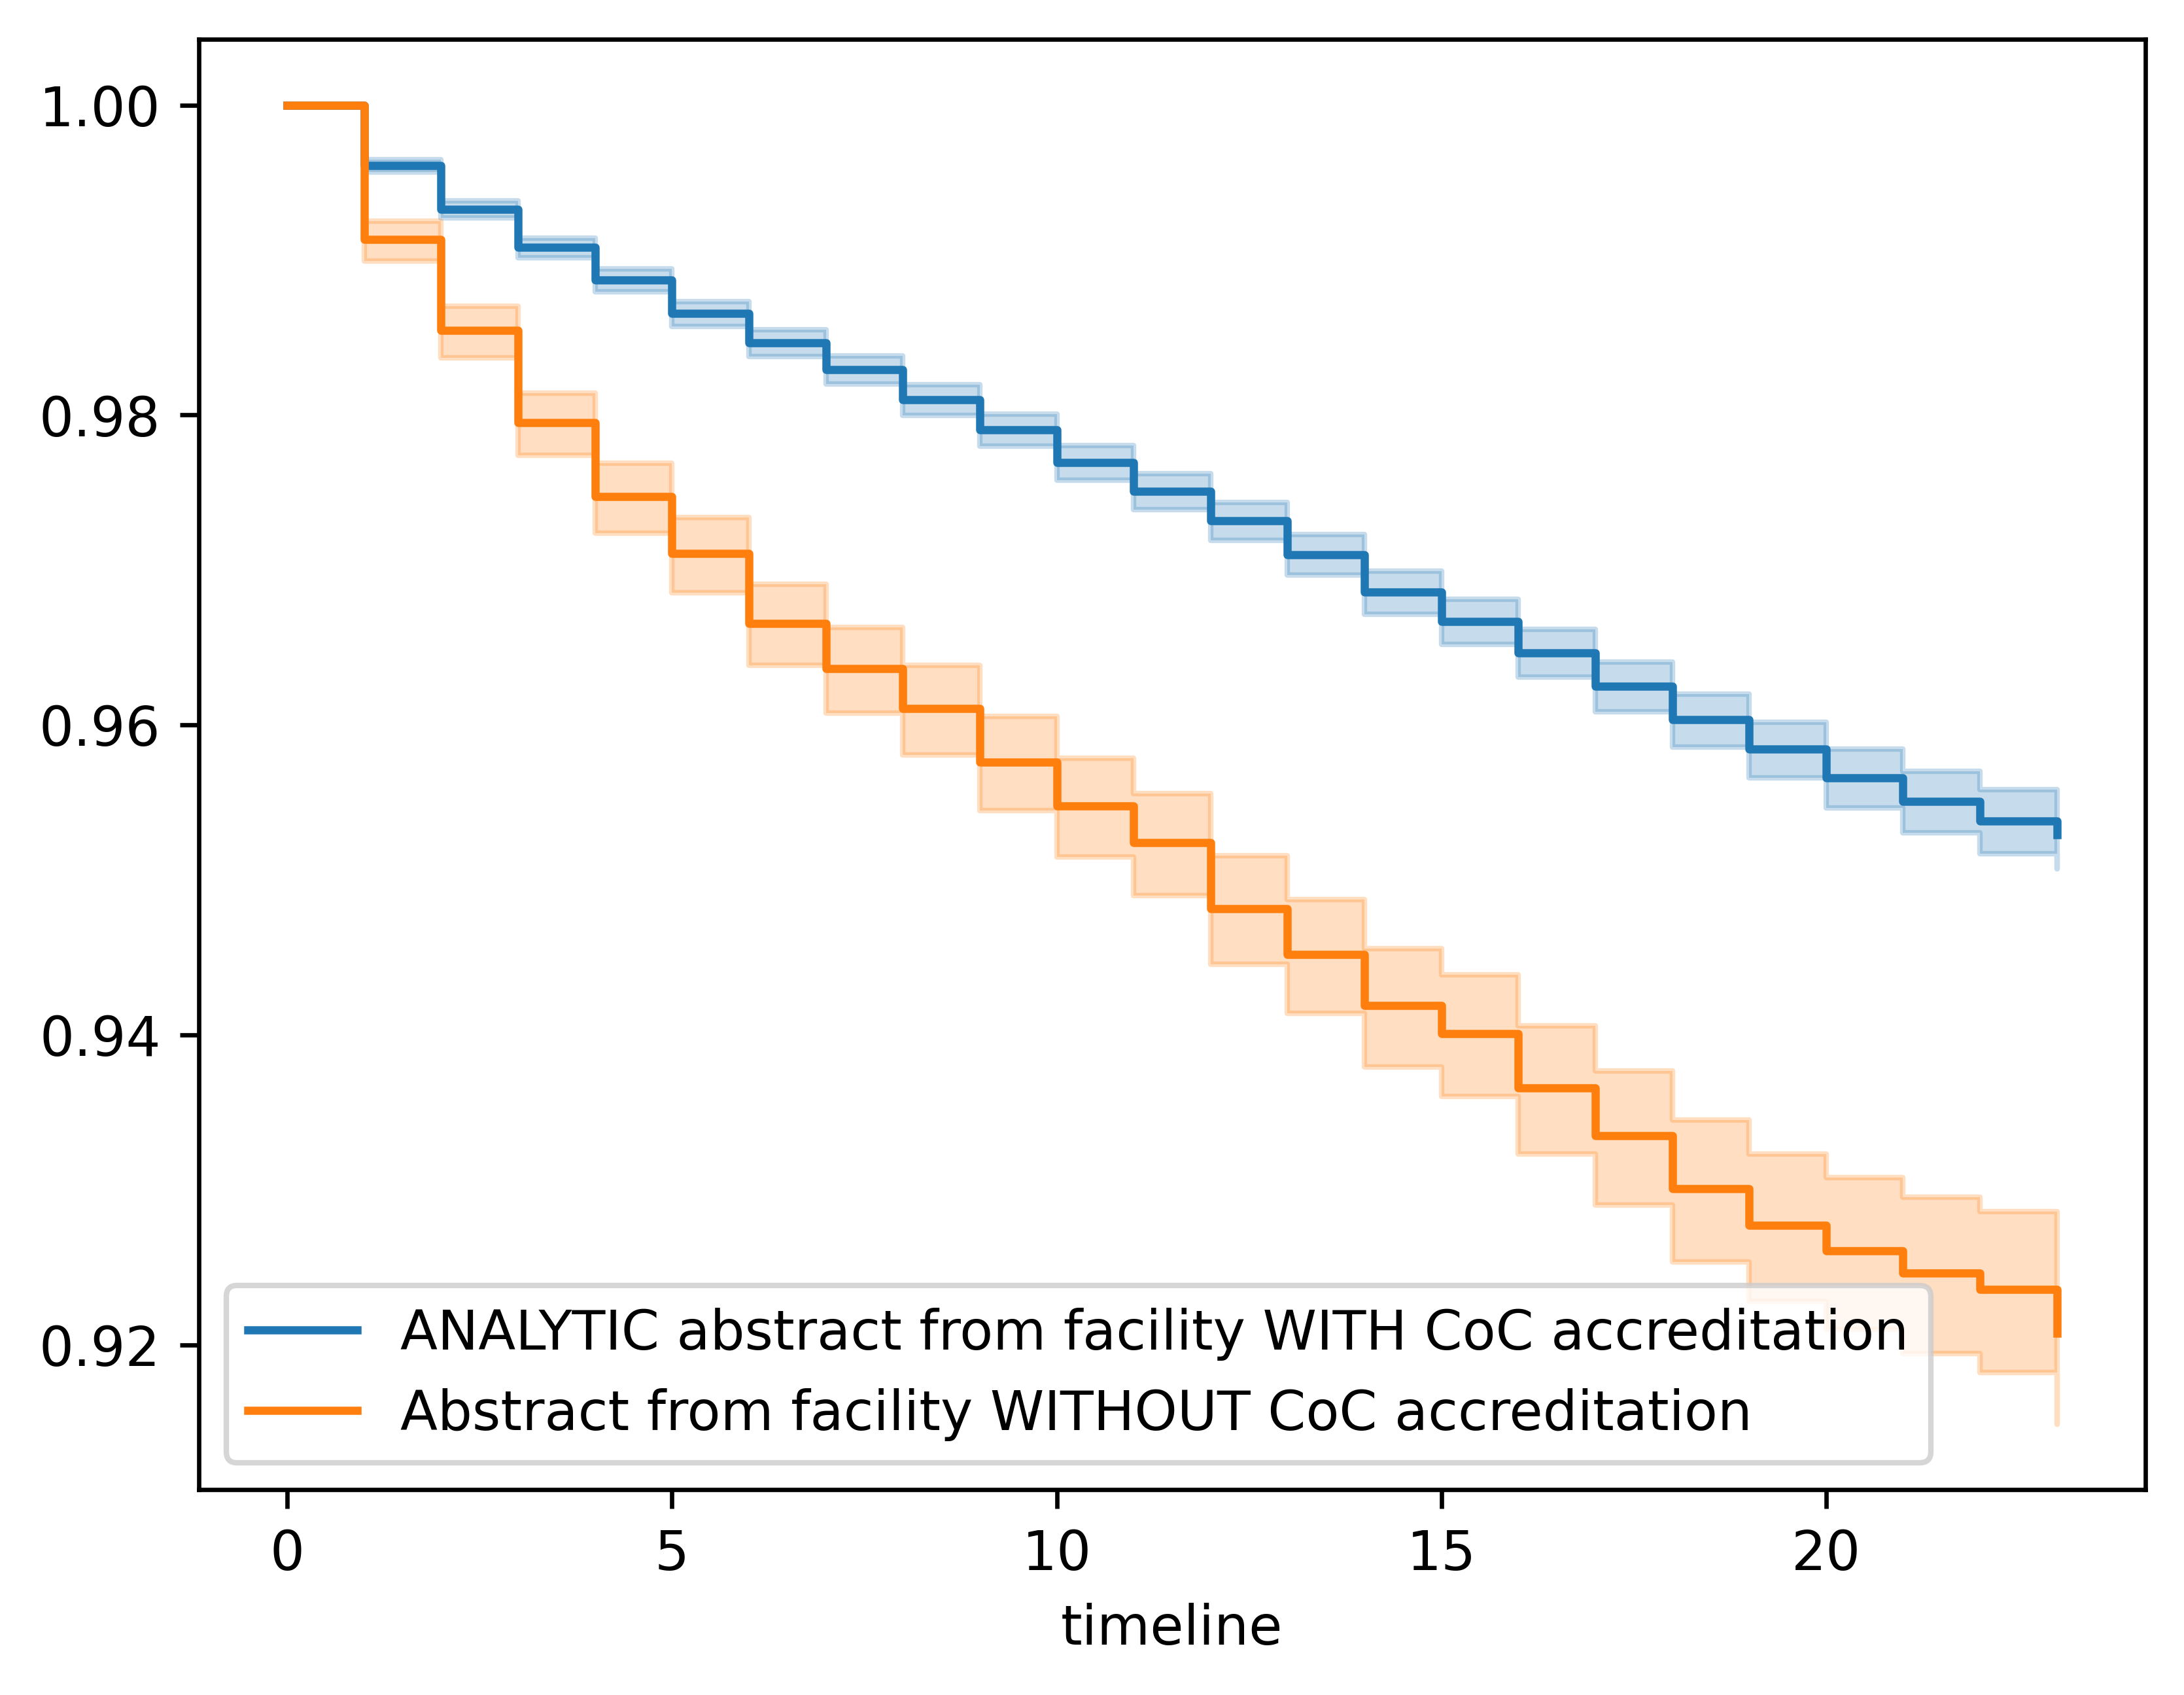 1.00
0.98
0.96
0.94
0.92
ANALYTIC abstract from facility WITH CoC accreditation
Abstract from facility WITHOUT CoC accreditation
0 5 10 15 20
timeline